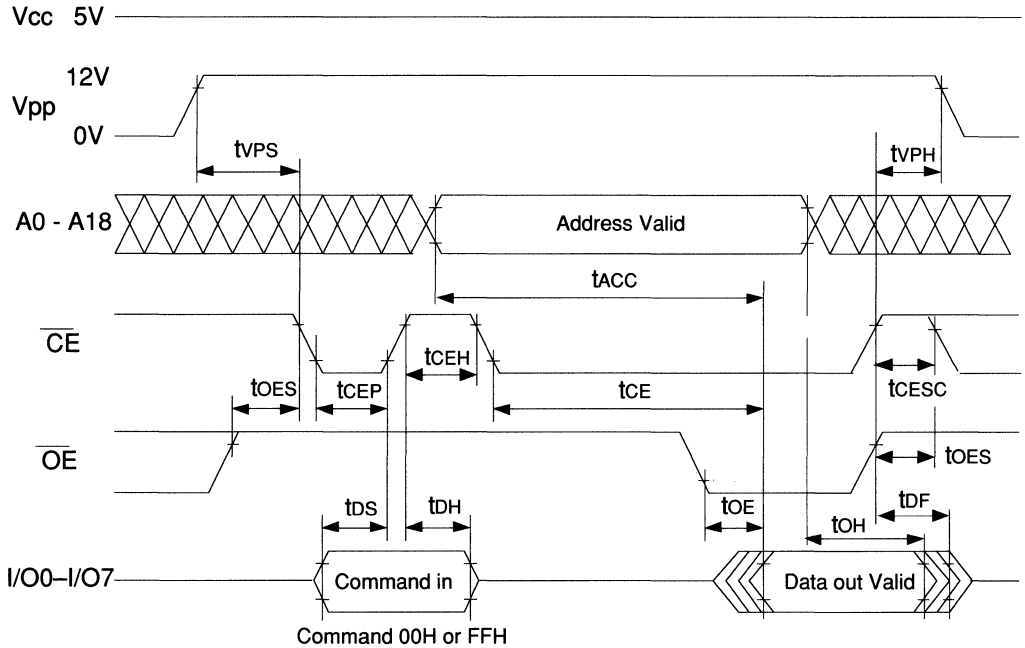 Vcc 5V
12V
Vpp
0V
tVPS
tVPH
A0 - A18
Address Valid
tACC
CE
tCEH
tOES
tCEP
tCE
tCESC
OE
tOES
tDS
tDH
tOE
tOH
tDF
I/O0–I/O7
Command in
Data out Valid
Command 00H or FFH